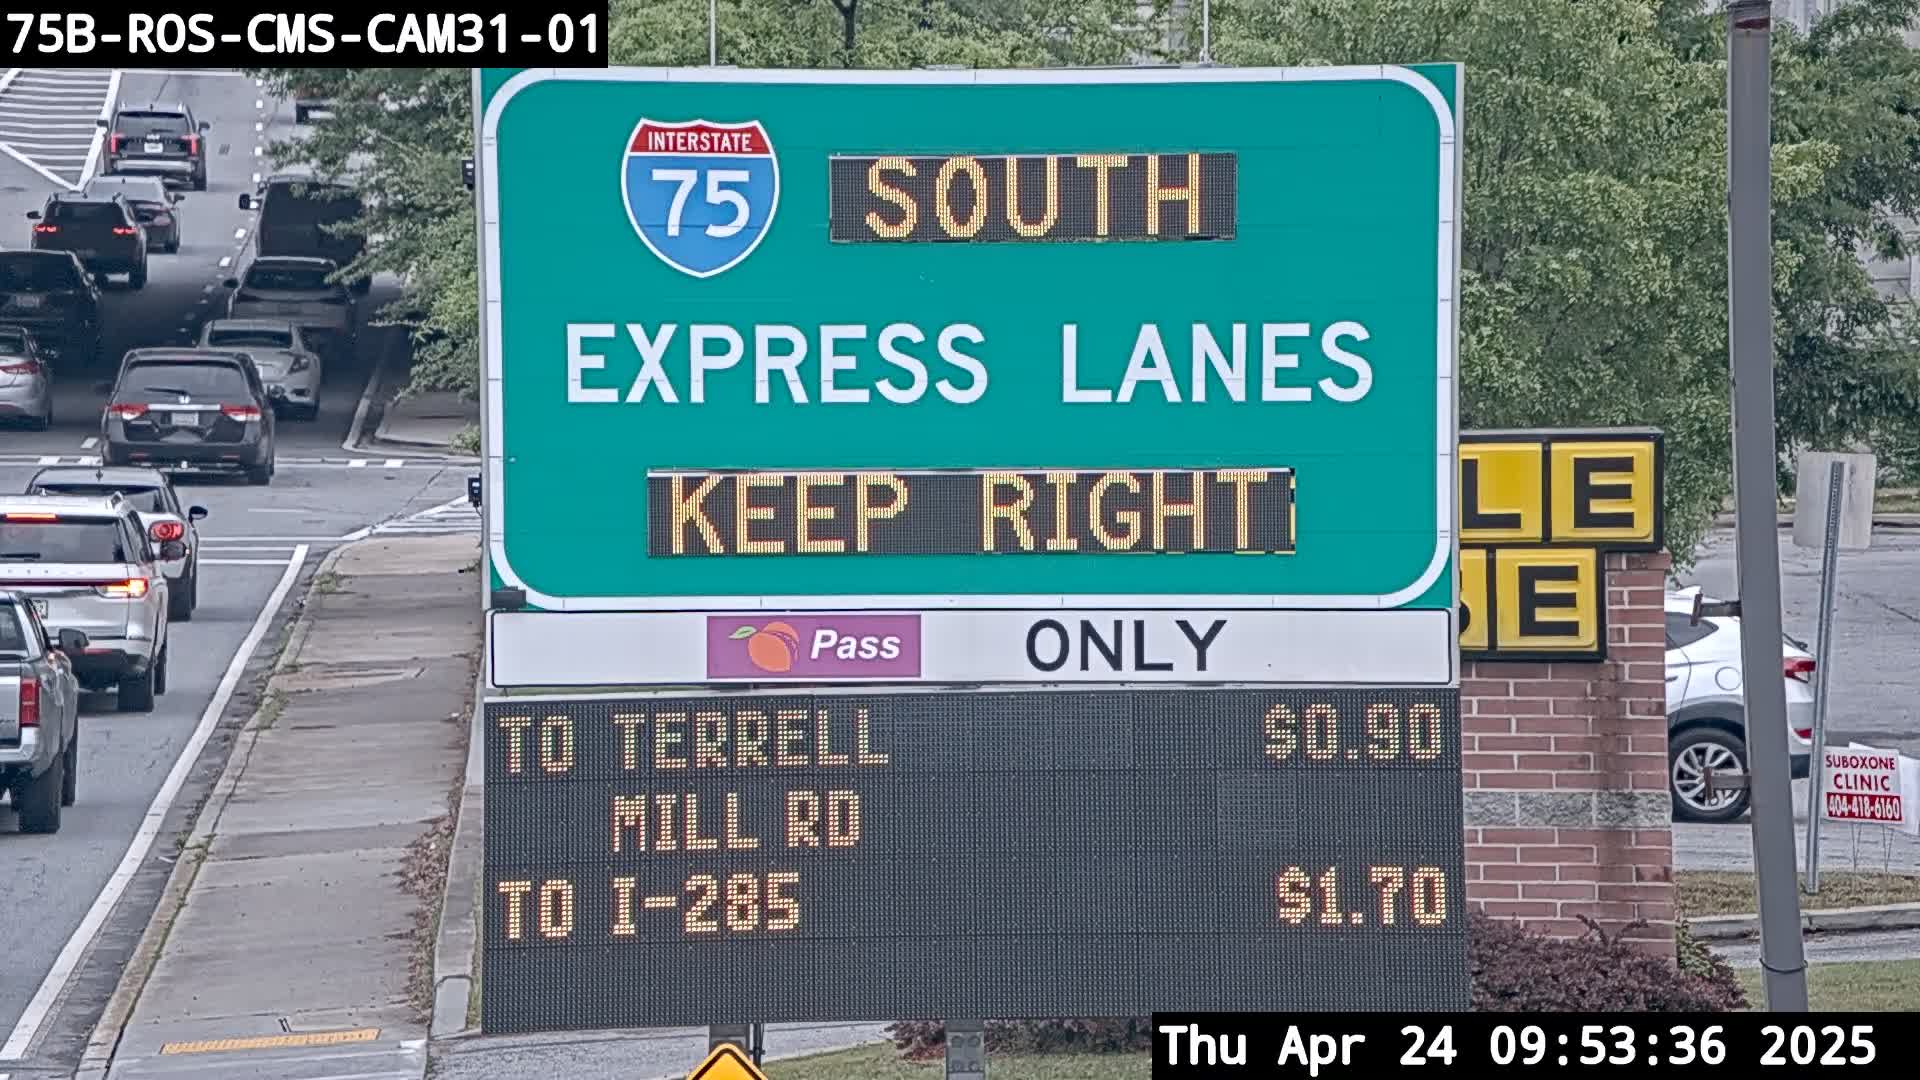 75B-ROS-CMS-CAM31-01
INTERSTATE
75
SOUTH
EXPRESS LANES
KEEP RIGHT
Pass ONLY
TO TERRELL $0.90
MILL RD
TO I-285 $1.70
LE
E
SUBOXONE
CLINIC
404-418-6160
Thu Apr 24 09:53:36 2025